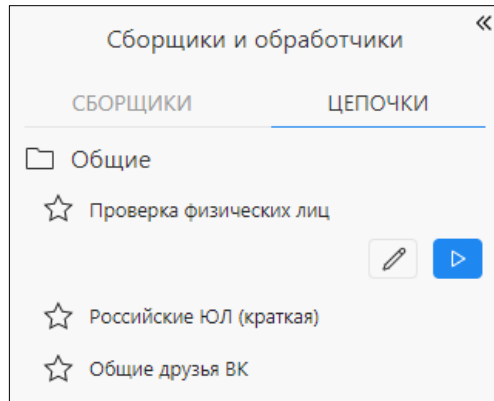 Сборщики и обработчики
СБОРЩИКИ ЦЕПОЧКИ
Общие
Проверка физических лиц
Российские ЮЛ (краткая)
Общие друзья ВК